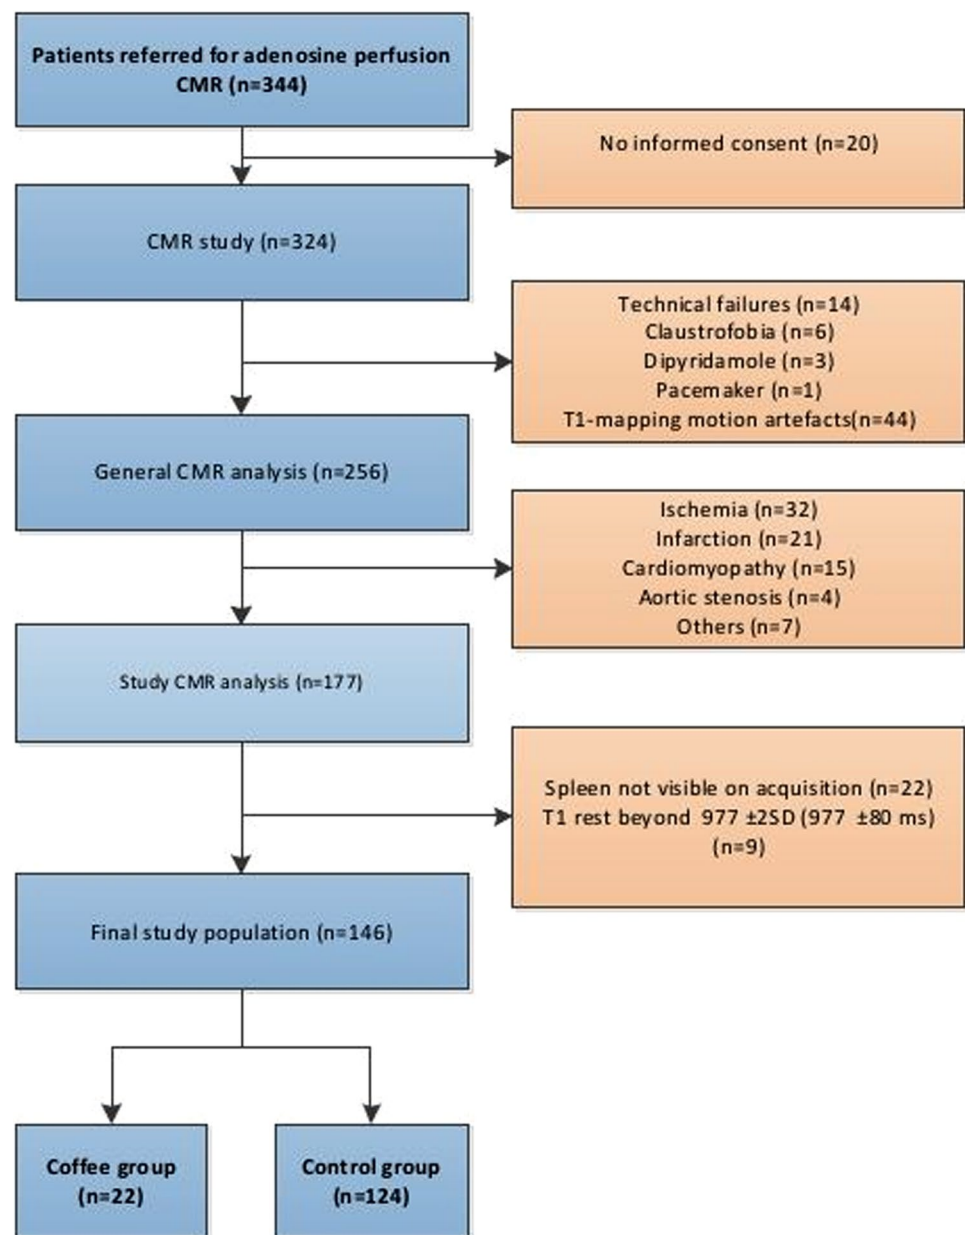 Patients referred for adenosine perfusion
CMR (n=344)
No informed consent (n=20)
CMR study (n=324)
Technical failures (n=14)
Claustrofobia (n=6)
Dipyridamole (n=3)
Pacemaker (n=1)
T1-mapping motion artefacts(n=44)
General CMR analysis (n=256)
Ischemia (n=32)
Infarction (n=21)
Cardiomyopathy (n=15)
Aortic stenosis (n=4)
Others (n=7)
Study CMR analysis (n=177)
Spleen not visible on acquisition (n=22)
T1 rest beyond 977 ±2SD (977 ±80 ms)
(n=9)
Final study population (n=146)
Coffee group
(n=22)
Control group
(n=124)